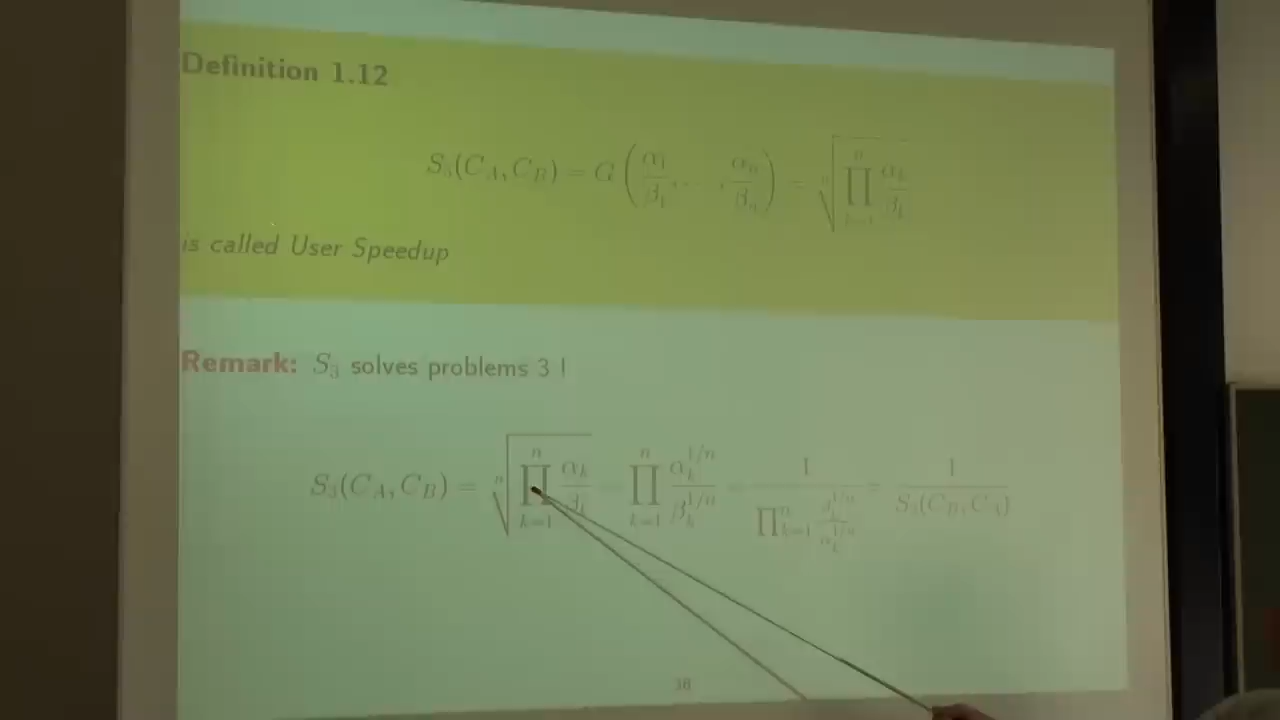 Definition 1.12
S₃(C_A, C_B) = G(α₁/β₁, …, αₙ/βₙ) = ⁿ√(∏ₖ₌₁ⁿ αₖ/βₖ)
is called User Speedup
Remark: S₃ solves problems 3 !
S₃(C_A, C_B) = ⁿ√(∏ₖ₌₁ⁿ αₖ/βₖ) = ∏ₖ₌₁ⁿ αₖ^{1/n}/βₖ^{1/n} = 1/(∏ₖ₌₁ⁿ βₖ^{1/n}/αₖ^{1/n}) = 1/S₃(C_B, C_A)
38